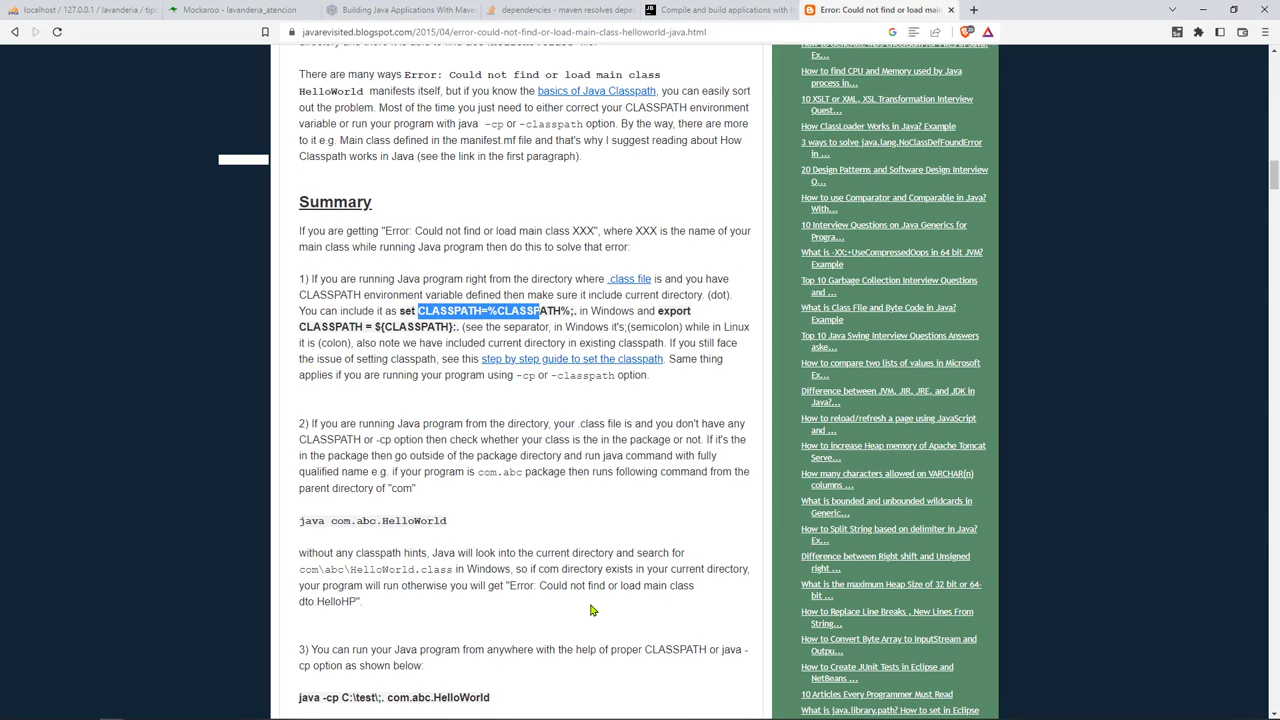 localhost / 127.0.0.1 / lavanderia / tip
Mockaroo - lavanderia_atencion
Building Java Applications With Maven
dependencies - maven resolves depe
Compile and build applications with
Error: Could not find or load main
javarevisited.blogspot.com/2015/04/error-could-not-find-or-load-main-class-helloworld-java.html
There are many ways Error: Could not find or load main class
HelloWorld manifests itself, but if you know the basics of Java Classpath, you can easily sort
out the problem. Most of the time you just need to either correct your CLASSPATH environment
variable or run your program with java -cp or -classpath option. By the way, there are more
to it e.g. Main class defined in the manifest.mf file and that's why I suggest reading about How
Classpath works in Java (see the link in the first paragraph).
Summary
If you are getting "Error: Could not find or load main class XXX", where XXX is the name of your
main class while running Java program then do this to solve that error:
1) If you are running Java program right from the directory where .class file is and you have
CLASSPATH environment variable defined then make sure it include current directory. (dot).
You can include it as set CLASSPATH=%CLASSPATH%;. in Windows and export
CLASSPATH = ${CLASSPATH}:. (see the separator, in Windows it's;(semicolon) while in Linux
it is (colon), also note we have included current directory in existing classpath. If you still face
the issue of setting classpath, see this step by step guide to set the classpath. Same thing
applies if you are running your program using -cp or -classpath option.
2) If you are running Java program from the directory, your .class file is and you don't have any
CLASSPATH or -cp option then check whether your class is the in the package or not. If it's the
in the package then go outside of the package directory and run java command with fully
qualified name e.g. if your program is com.abc package then runs following command from the
parent directory of "com"
java com.abc.HelloWorld
without any classpath hints, Java will look into the current directory and search for
com\abc\HelloWorld.class in Windows, so if com directory exists in your current directory,
your program will run otherwise you will get "Error: Could not find or load main class
dto.HelloHP".
3) You can run your Java program from anywhere with the help of proper CLASSPATH or java -
cp option as shown below:
java -cp C:\test\;. com.abc.HelloWorld
Ex...
How to find CPU and Memory used by Java
process in...
10 XSLT or XML, XSL Transformation Interview
Quest...
How ClassLoader Works in Java? Example
3 ways to solve java.lang.NoClassDefFoundError
in ...
20 Design Patterns and Software Design Interview
Q...
How to use Comparator and Comparable in Java?
With...
10 Interview Questions on Java Generics for
Progra...
What is -XX:+UseCompressedOops in 64 bit JVM?
Example
Top 10 Garbage Collection Interview Questions
and ...
What is Class File and Byte Code in Java?
Example
Top 10 Java Swing Interview Questions Answers
aske...
How to compare two lists of values in Microsoft
Ex...
Difference between JVM, JIR, JRE, and JDK in
Java?...
How to reload/refresh a page using JavaScript
and ...
How to increase Heap memory of Apache Tomcat
Serve...
How many characters allowed on VARCHAR(n)
columns ...
What is bounded and unbounded wildcards in
Generic...
How to Split String based on delimiter in Java?
Ex...
Difference between Right shift and Unsigned
right ...
What is the maximum Heap Size of 32 bit or 64-
bit ...
How to Replace Line Breaks , New Lines From
String...
How to Convert Byte Array to InputStream and
Outpu...
How to Create JUnit Tests in Eclipse and
NetBeans ...
10 Articles Every Programmer Must Read
What is java.library.path? How to set in Eclipse